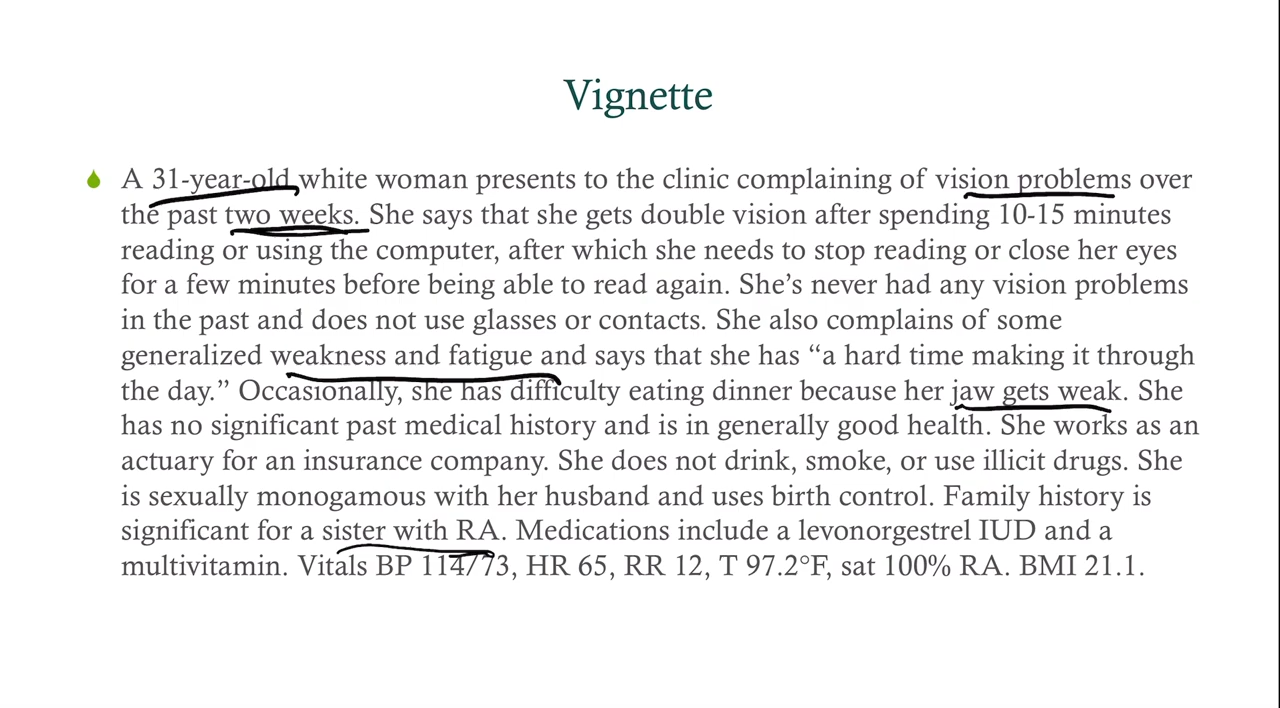 Vignette
A 31-year-old white woman presents to the clinic complaining of vision problems over
the past two weeks. She says that she gets double vision after spending 10-15 minutes
reading or using the computer, after which she needs to stop reading or close her eyes
for a few minutes before being able to read again. She’s never had any vision problems
in the past and does not use glasses or contacts. She also complains of some
generalized weakness and fatigue and says that she has “a hard time making it through
the day.” Occasionally, she has difficulty eating dinner because her jaw gets weak. She
has no significant past medical history and is in generally good health. She works as an
actuary for an insurance company. She does not drink, smoke, or use illicit drugs. She
is sexually monogamous with her husband and uses birth control. Family history is
significant for a sister with RA. Medications include a levonorgestrel IUD and a
multivitamin. Vitals BP 114/73, HR 65, RR 12, T 97.2°F, sat 100% RA. BMI 21.1.